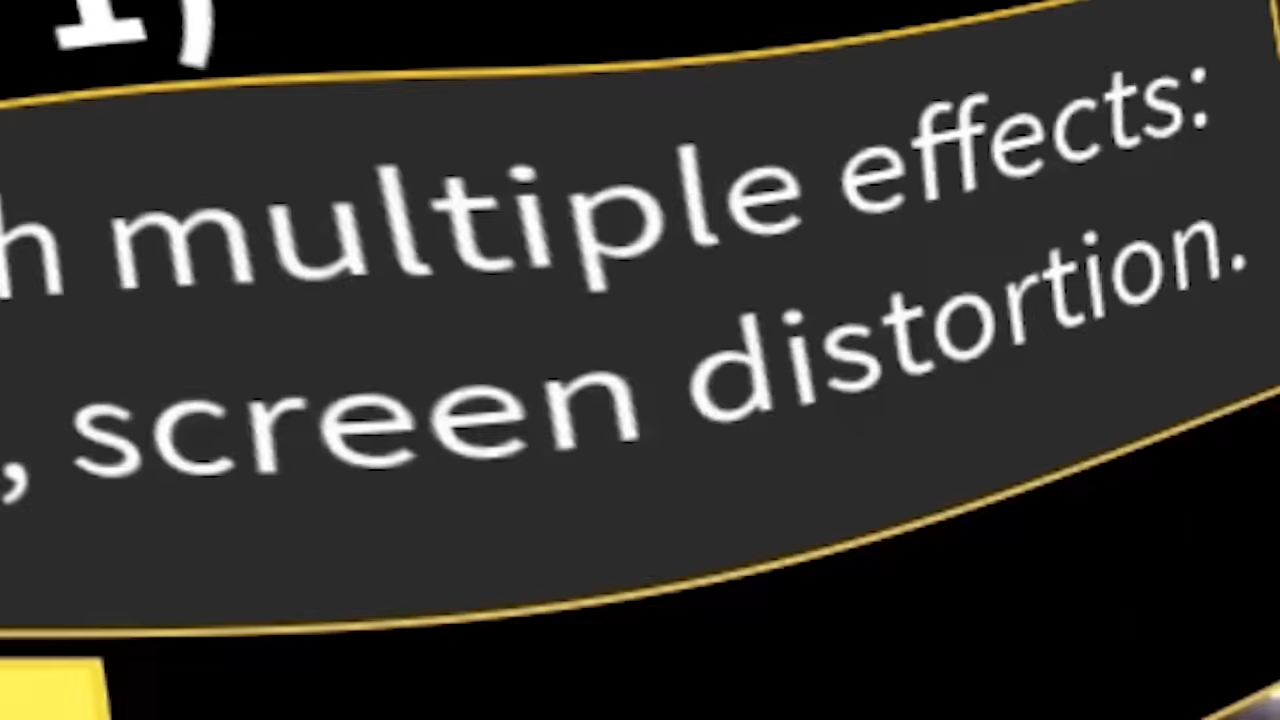 multiple effects:
, screen distortion.